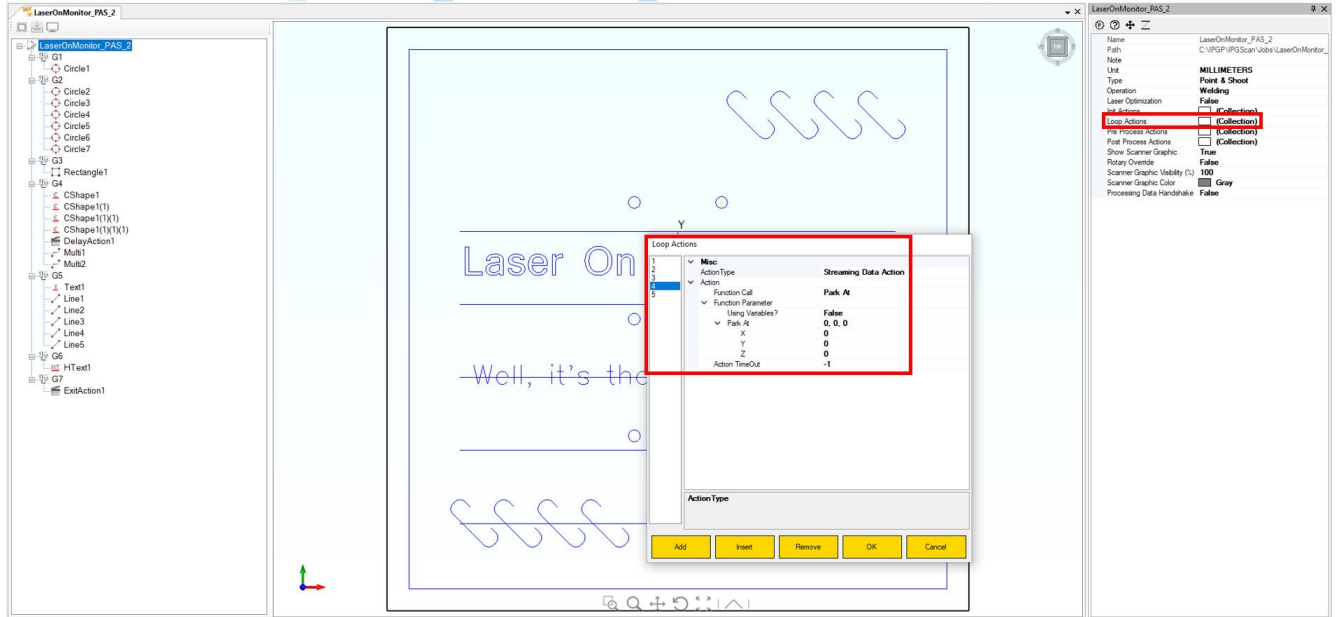 LaserOnMonitor_PAS_2
LaserOnMonitor_PAS_2
G1
Circle1
G2
Circle2
Circle3
Circle4
Circle5
Circle6
Circle7
G3
Rectangle1
G4
CShape1
CShape1(1)
CShape1(1)(1)
CShape1(1)(1)(1)
DelayAction1
Multi1
Multi2
G5
Text1
Line1
Line2
Line3
Line4
Line5
G6
HText1
G7
ExitAction1
N
W TOP E
S
Y
Laser On
Well, it's the
Loop Actions
1
2
3
4
5
Misc
ActionType Streaming Data Action
Action
Function Call Park At
Function Parameter
Using Variables? False
Park At 0, 0, 0
X 0
Y 0
Z 0
Action TimeOut -1
ActionType
Add Insert Remove OK Cancel
LaserOnMonitor_PAS_2
Name LaserOnMonitor_PAS_2
Path C:\IPGP\IPGScan\Jobs\LaserOnMonitor_
Note
Unit MILLIMETERS
Type Point & Shoot
Operation Welding
Laser Optimization False
Init Actions (Collection)
Loop Actions (Collection)
Pre Process Actions (Collection)
Post Process Actions (Collection)
Show Scanner Graphic True
Rotary Override False
Scanner Graphic Visibility (%) 100
Scanner Graphic Color Gray
Processing Data Handshake False